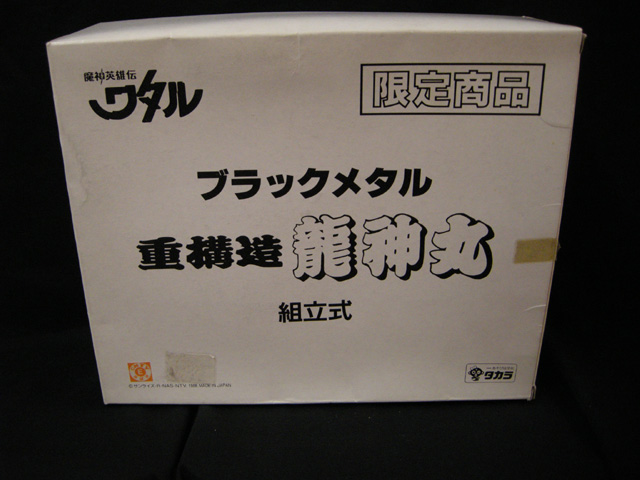 魔神英雄伝
ワタル
限定商品
ブラックメタル
重構造 龍神丸
組立式
タカラ